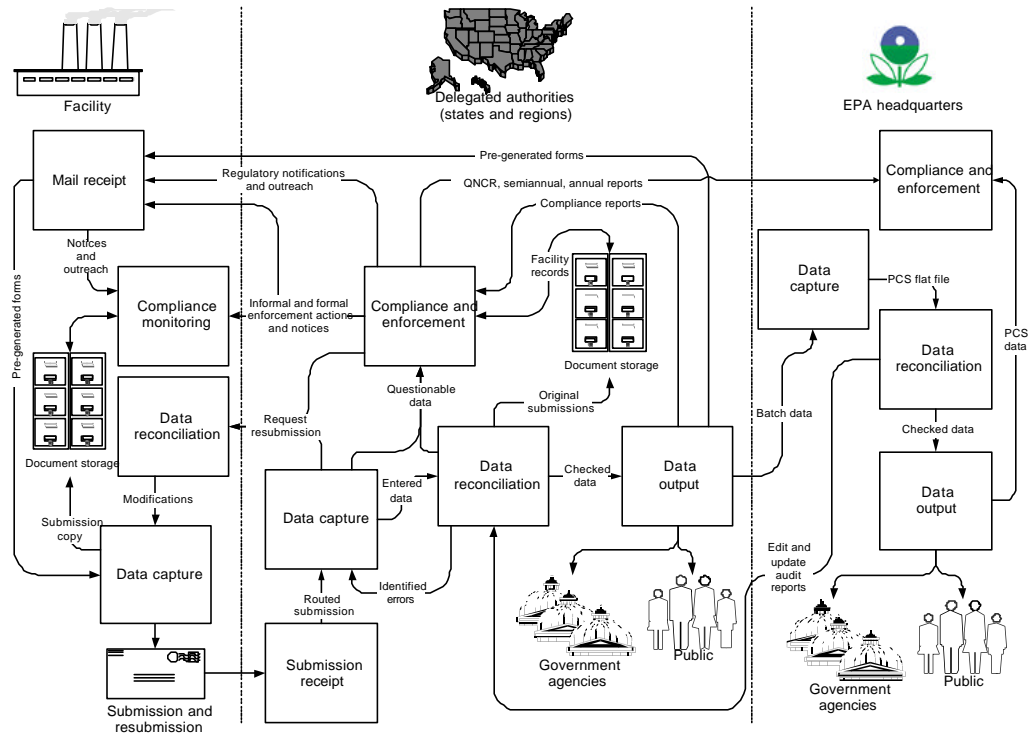 Facility
Delegated authorities
(states and regions)
EPA headquarters
Mail receipt
Pre-generated forms
Regulatory notifications
and outreach
QNCR, semiannual, annual reports
Compliance reports
Compliance and
enforcement
Notices
and
outreach
Pre-generated forms
Compliance
monitoring
Informal and formal
enforcement actions
and notices
Compliance and
enforcement
Facility
records
Document storage
Data
capture
PCS flat file
PCS
data
Data
reconciliation
Document storage
Data
reconciliation
Request
resubmission
Questionable
data
Original
submissions
Batch data
Checked data
Modifications
Submission
copy
Data capture
Data capture
Entered
data
Data
reconciliation
Checked
data
Data
output
Data
output
Identified
errors
Routed
submission
Edit and
update
audit
reports
Submission and
resubmission
Submission
receipt
Government
agencies
Public
Government
agencies
Public